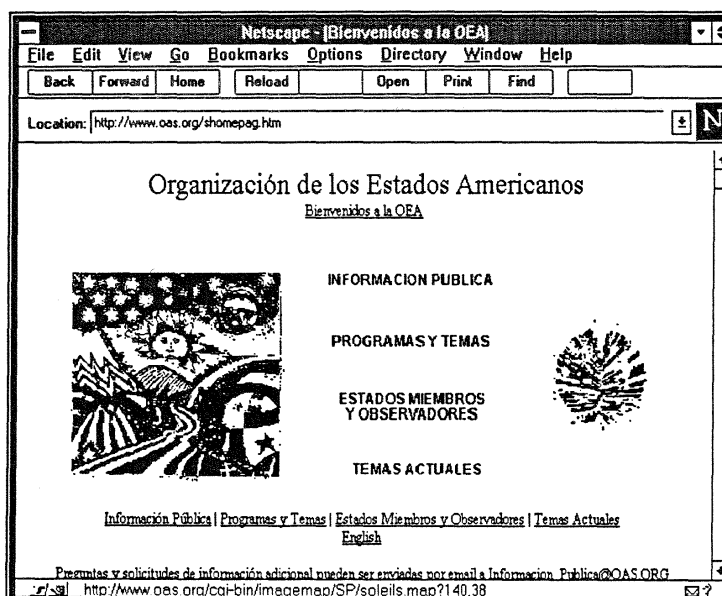 Netscape - [Bienvenidos a la OEA]
File Edit View Go Bookmarks Options Directory Window Help
Back Forward Home Reload Open Print Find
Location: http://www.oas.org/shomepag.htm
N
Organización de los Estados Americanos
Bienvenidos a la OEA
INFORMACION PUBLICA
PROGRAMAS Y TEMAS
ESTADOS MIEMBROS
Y OBSERVADORES
TEMAS ACTUALES
Información Pública | Programas y Temas | Estados Miembros y Observadores | Temas Actuales
English
Preguntas y solicitudes de información adicional pueden ser enviadas por email a Informacion_Publica@OAS.ORG
http://www.oas.org/cgi-bin/imagemap/SP/soleils.map?140,38